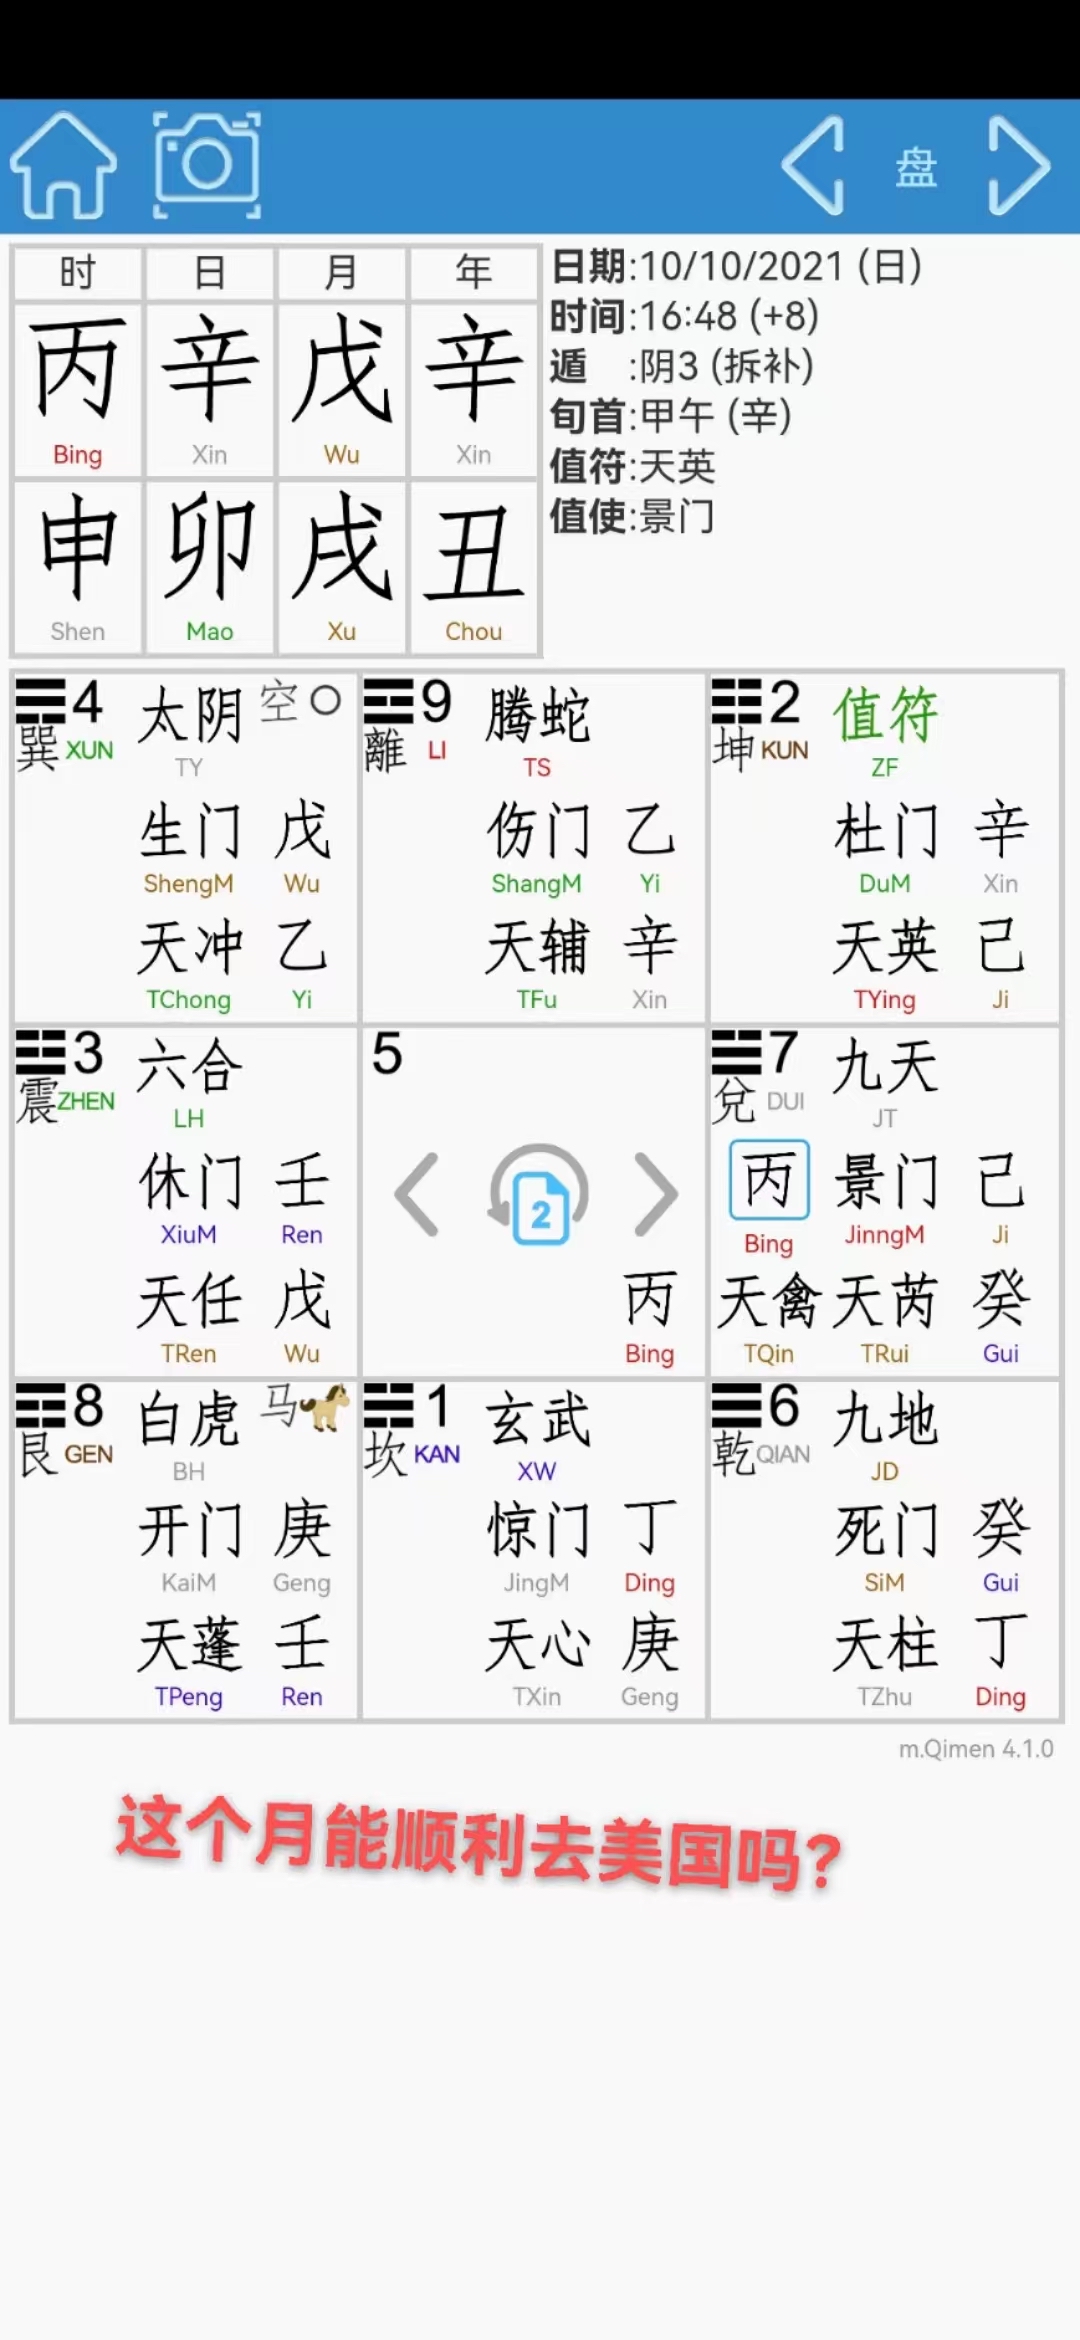 盘
时 日 月 年
丙 辛 戊 辛
Bing Xin Wu Xin
申 卯 戌 丑
Shen Mao Xu Chou
日期:10/10/2021 (日)
时间:16:48 (+8)
遁 :阴3 (拆补)
旬首:甲午 (辛)
值符:天英
值使:景门
4 太阴 空
巽 XUN TY
生门 戊
ShengM Wu
天冲 乙
TChong Yi
9 腾蛇
離 LI TS
伤门 乙
ShangM Yi
天辅 辛
TFu Xin
2 值符
坤 KUN ZF
杜门 辛
DuM Xin
天英 己
TYing Ji
3 六合
震 ZHEN LH
休门 壬
XiuM Ren
天任 戊
TRen Wu
5
2
丙
Bing
7 九天
兌 DUI JT
丙 景门 己
Bing JinngM Ji
天禽 天芮 癸
TQin TRui Gui
8 白虎 马
艮 GEN BH
开门 庚
KaiM Geng
天蓬 壬
TPeng Ren
1 玄武
坎 KAN XW
惊门 丁
JingM Ding
天心 庚
TXin Geng
6 九地
乾 QIAN JD
死门 癸
SiM Gui
天柱 丁
TZhu Ding
m.Qimen 4.1.0
这个月能顺利去美国吗?